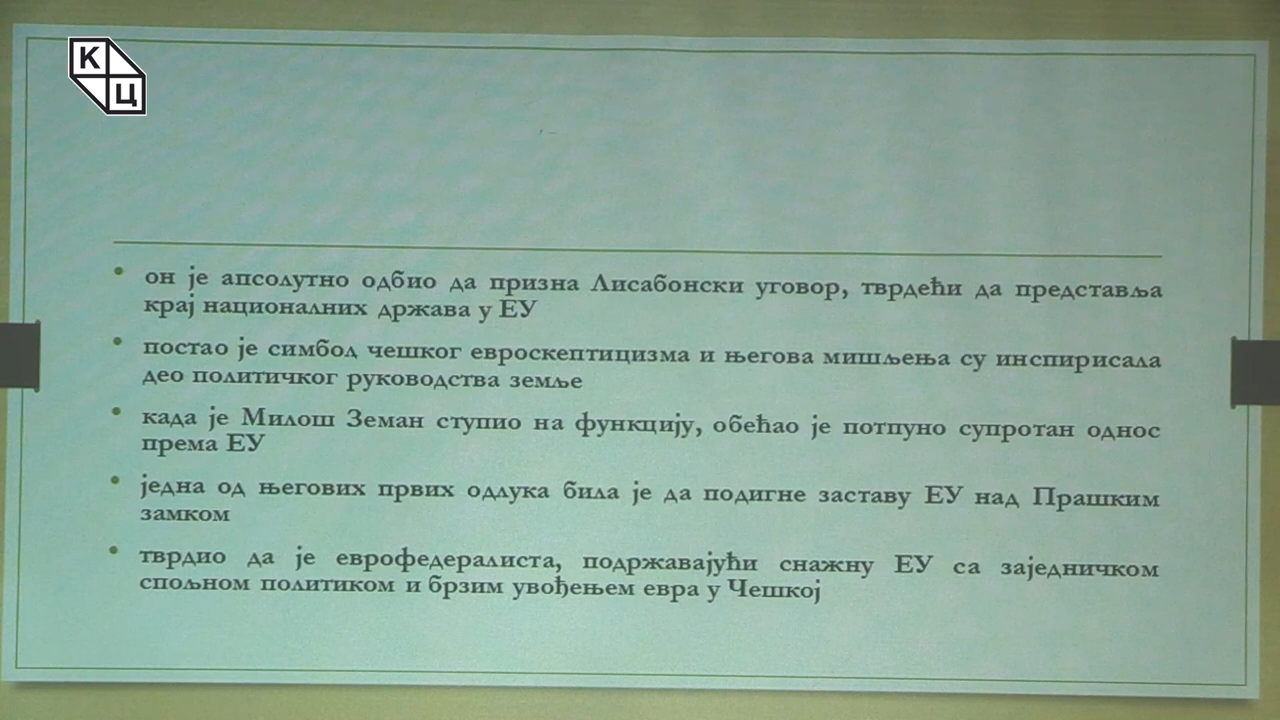 К
Ц
• он је апсолутно одбио да призна Лисабонски уговор, тврдећи да представља
крај националних држава у ЕУ
• постао је симбол чешког евроскептицизма и његова мишљења су инспирисала
део политичког руководства земље
• када је Милош Земан ступио на функцију, обећао је потпуно супротан однос
према ЕУ
• једна од његових првих одлука била је да подигне заставу ЕУ над Прашким
замком
• тврдио да је еврофедералиста, подржавајући снажну ЕУ са заједничком
спољном политиком и брзим увођењем евра у Чешкој